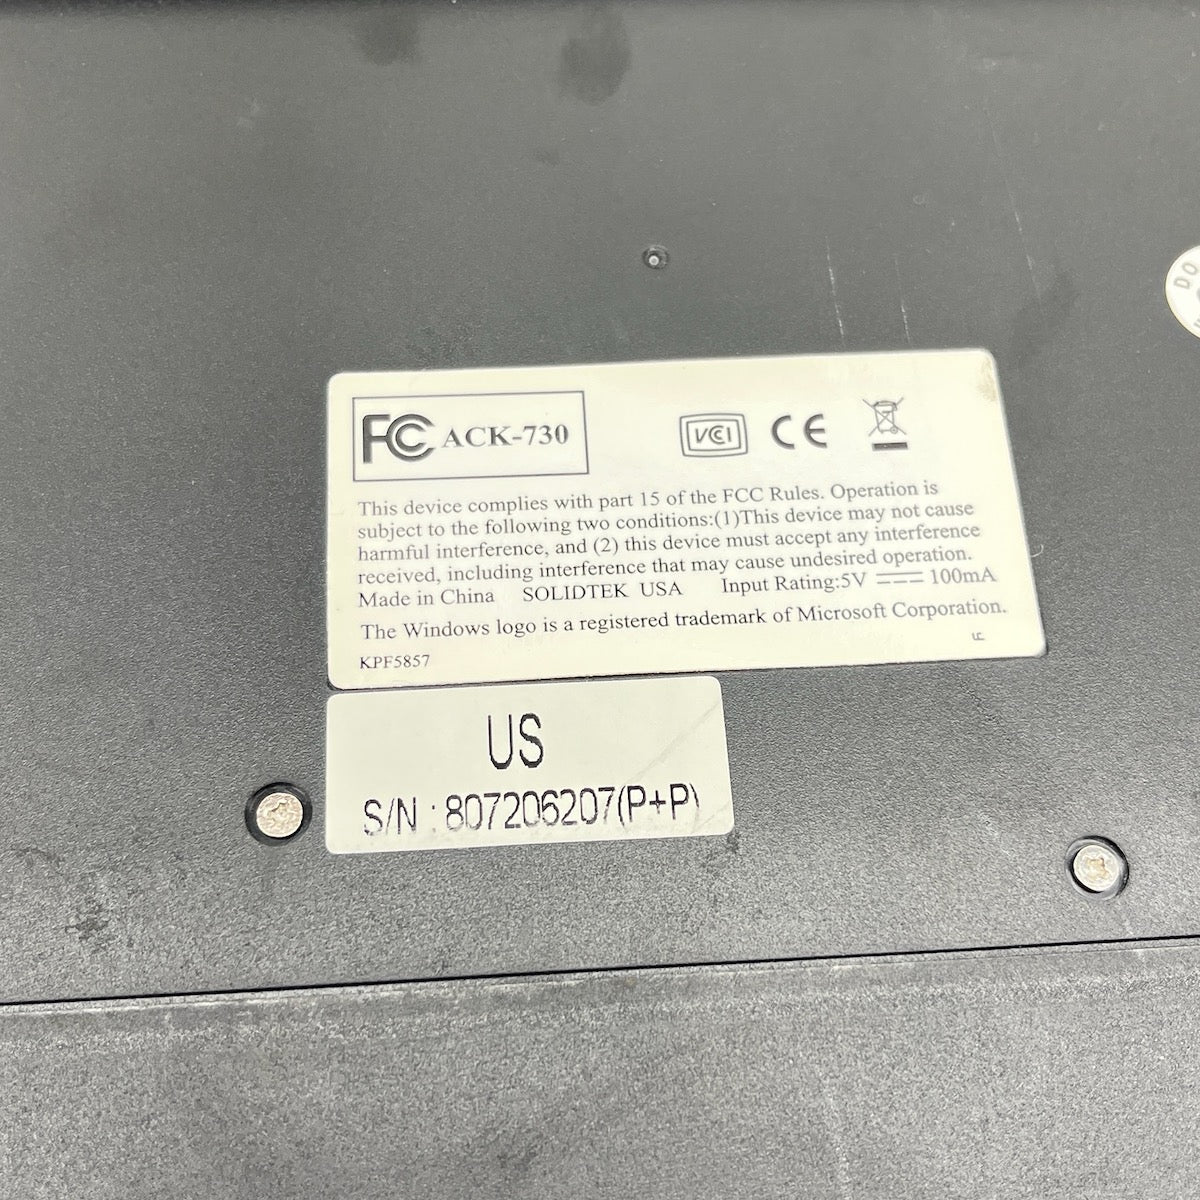 DO
FC ACK-730
VCCI CE
This device complies with part 15 of the FCC Rules. Operation is
subject to the following two conditions:(1)This device may not cause
harmful interference, and (2) this device must accept any interference
received, including interference that may cause undesired operation.
Made in China SOLIDTEK USA Input Rating:5V 100mA
The Windows logo is a registered trademark of Microsoft Corporation.
KPF5857
US
S/N : 807206207(P+P)